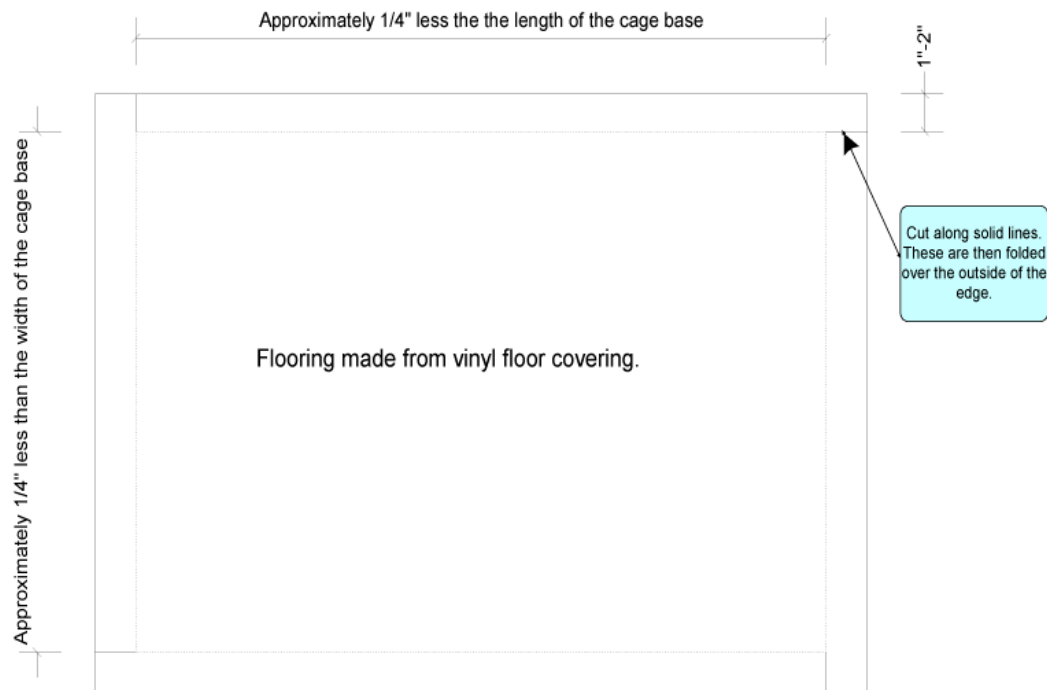 Approximately 1/4" less the the length of the cage base
1"-2"
Approximately 1/4" less than the width of the cage base
Cut along solid lines.
These are then folded
over the outside of the
edge.
Flooring made from vinyl floor covering.